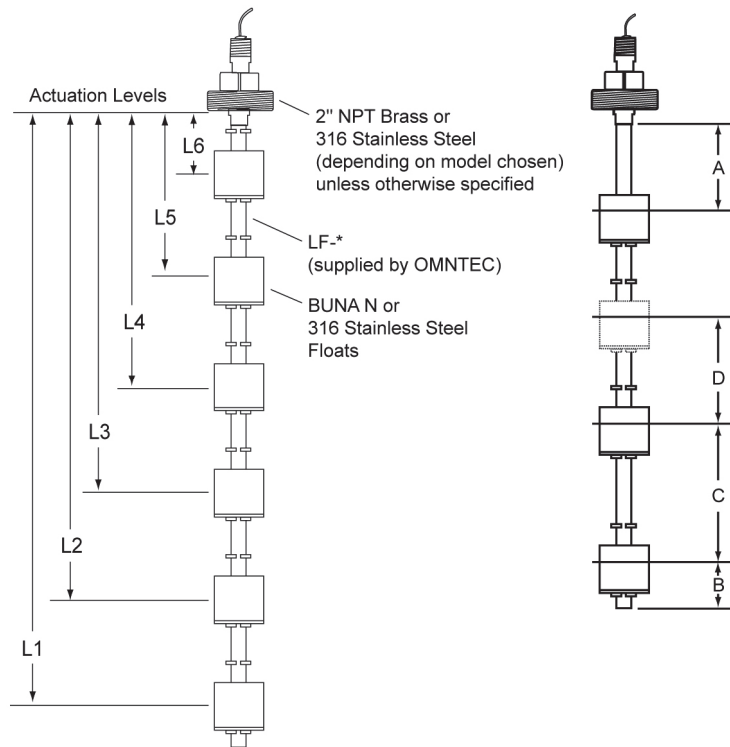 Actuation Levels
2" NPT Brass or
316 Stainless Steel
(depending on model chosen)
unless otherwise specified
L6
L5
LF-*
(supplied by OMNTEC)
BUNA N or
316 Stainless Steel
Floats
L4
L3
L2
L1
A
D
C
B